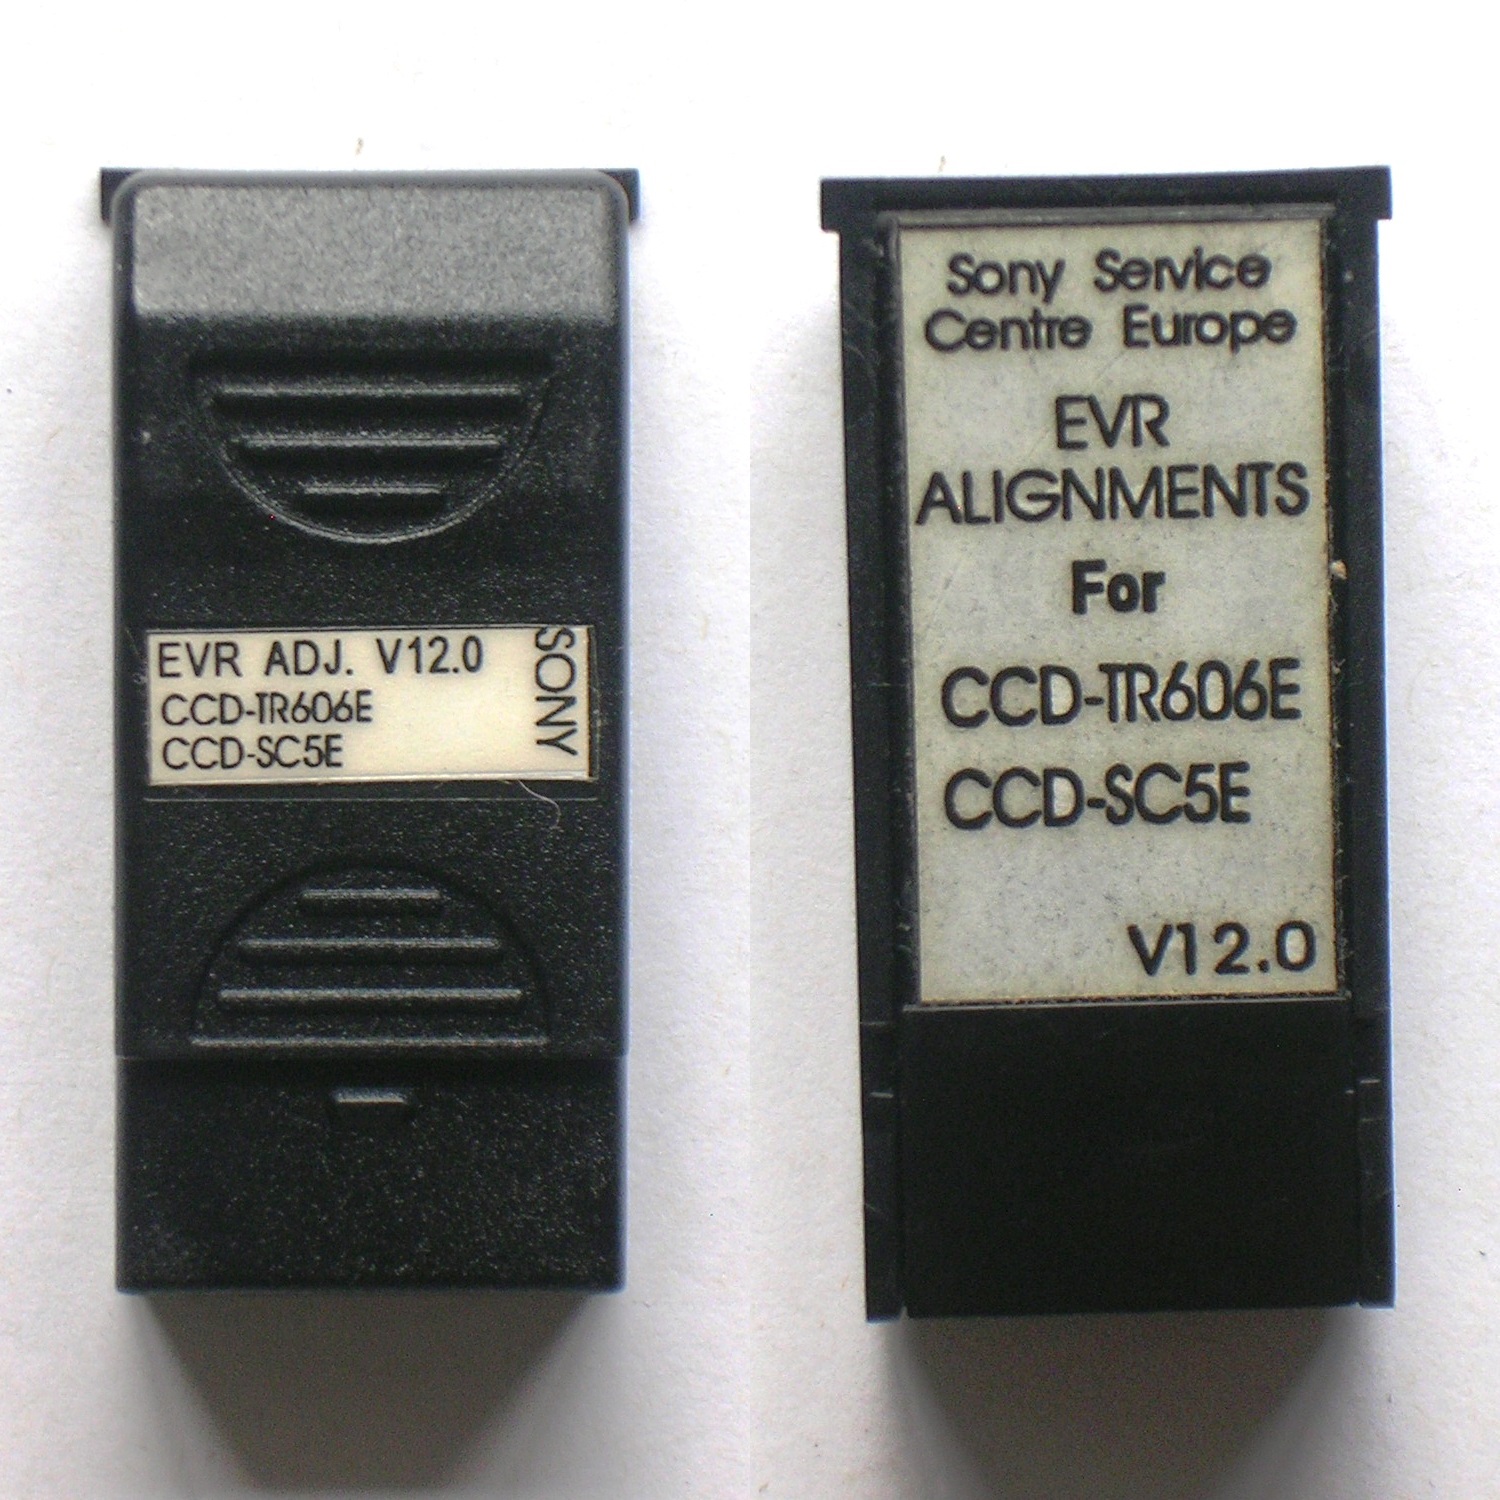 EVR ADJ. V12.0
CCD-TR606E
CCD-SC5E
SONY
Sony Service
Centre Europe
EVR
ALIGNMENTS
For
CCD-TR606E
CCD-SC5E
V12.0